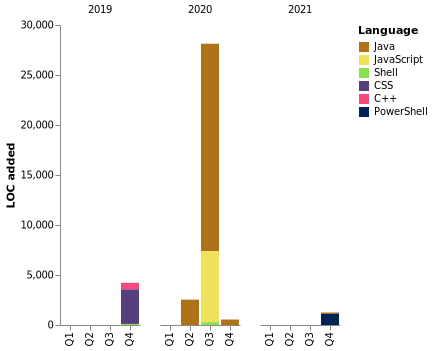 2019 2020 2021
Language
Java
JavaScript
Shell
CSS
C++
PowerShell
LOC added
30,000
25,000
20,000
15,000
10,000
5,000
0
Q1 Q2 Q3 Q4 Q1 Q2 Q3 Q4 Q1 Q2 Q3 Q4